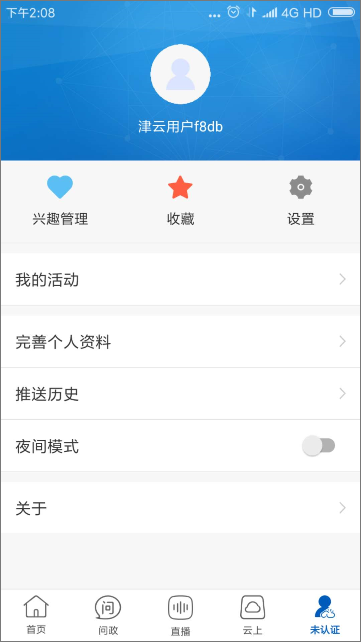 下午2:08
... 4G HD
津云用户f8db
兴趣管理 收藏 设置
我的活动
完善个人资料
推送历史
夜间模式
关于
问
首页 问政 直播 云上 未认证